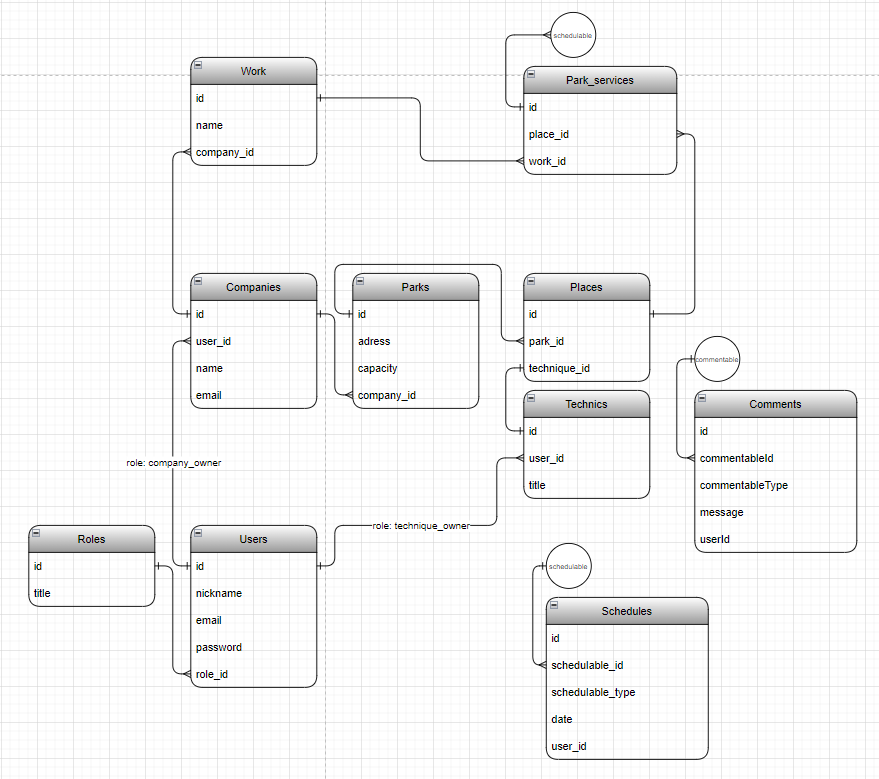 schedulable
Work
id
name
company_id
Park_services
id
place_id
work_id
Companies
id
user_id
name
email
Parks
id
adress
capacity
company_id
Places
id
park_id
technique_id
commentable
Technics
id
user_id
title
Comments
id
commentableId
commentableType
message
userId
role: company_owner
role: technique_owner
Roles
id
title
Users
id
nickname
email
password
role_id
schedulable
Schedules
id
schedulable_id
schedulable_type
date
user_id